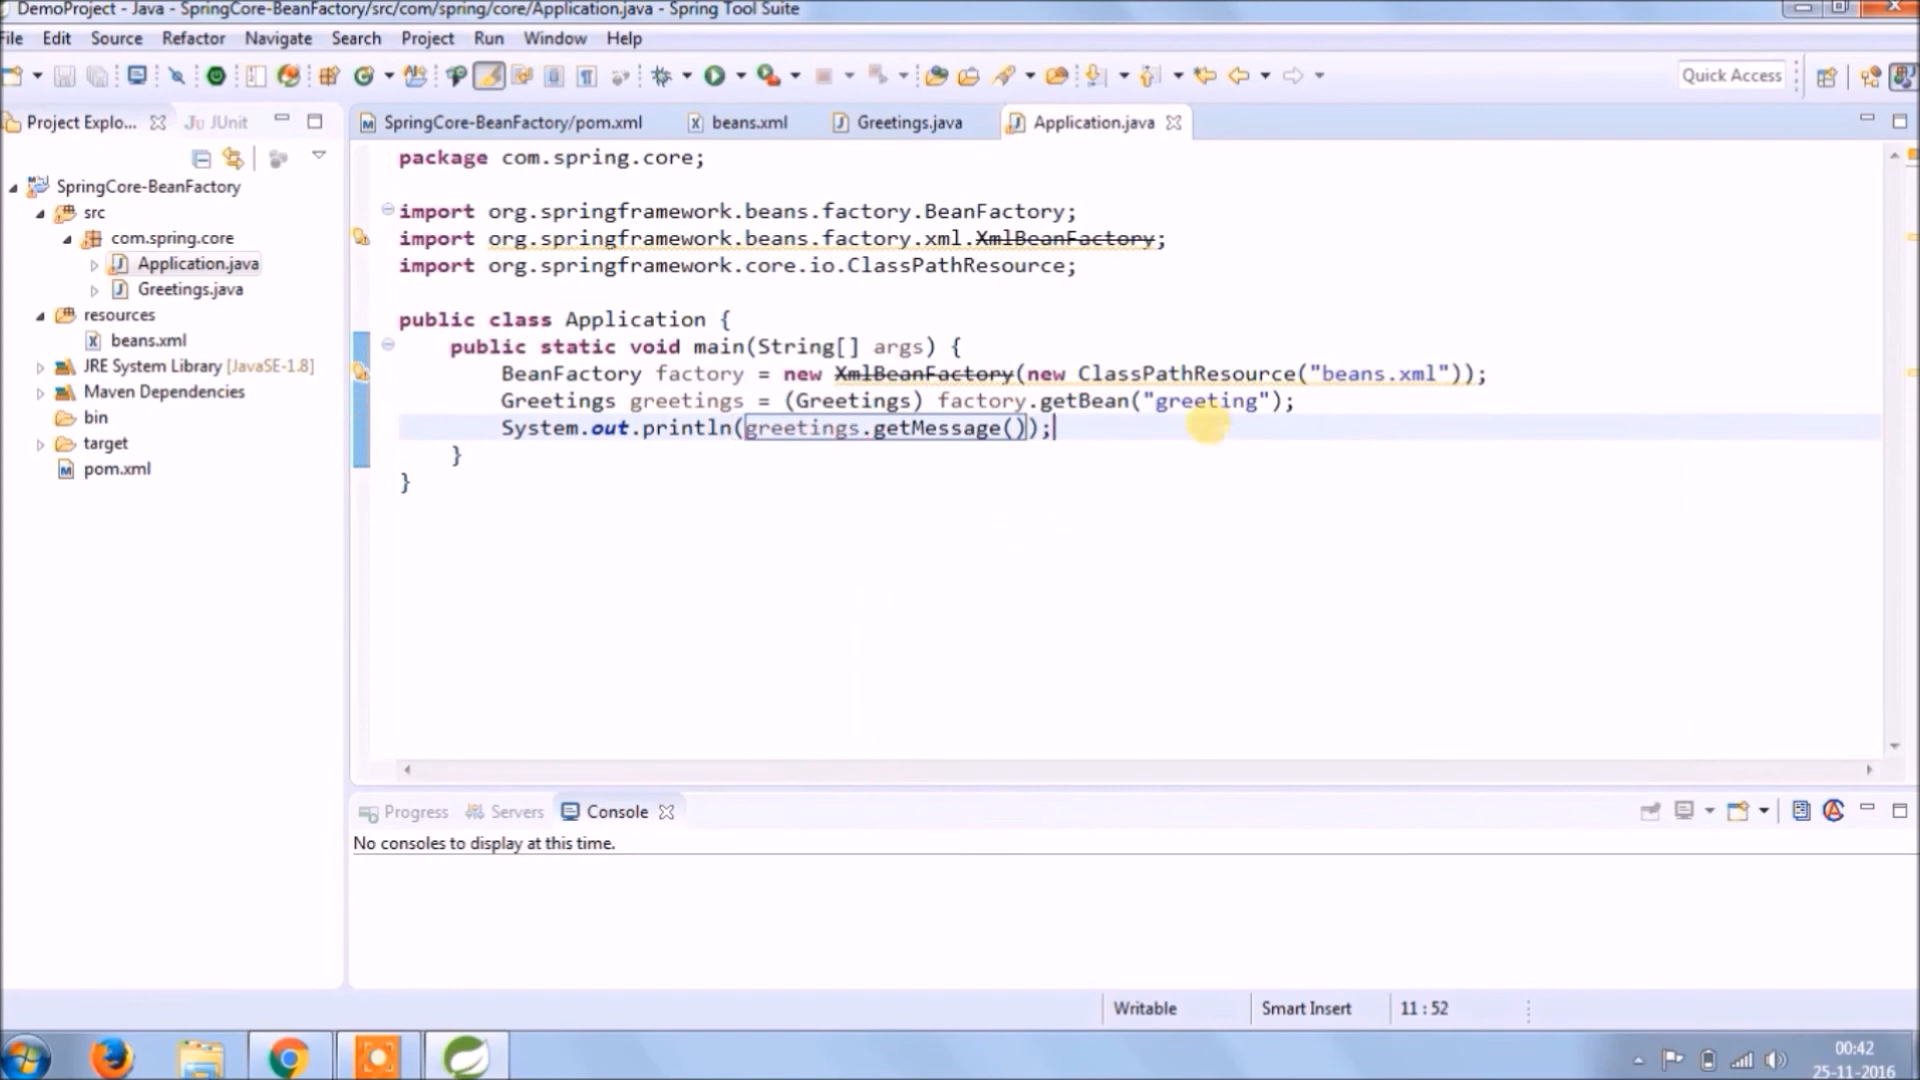 DemoProject - Java - SpringCore-BeanFactory/src/com/spring/core/Application.java - Spring Tool Suite
File Edit Source Refactor Navigate Search Project Run Window Help
Quick Access
Project Explo... JUnit
SpringCore-BeanFactory/pom.xml beans.xml Greetings.java Application.java
SpringCore-BeanFactory
src
com.spring.core
Application.java
Greetings.java
resources
beans.xml
JRE System Library [JavaSE-1.8]
Maven Dependencies
bin
target
pom.xml
package com.spring.core;
import org.springframework.beans.factory.BeanFactory;
import org.springframework.beans.factory.xml.XmlBeanFactory;
import org.springframework.core.io.ClassPathResource;
public class Application {
public static void main(String[] args) {
BeanFactory factory = new XmlBeanFactory(new ClassPathResource("beans.xml"));
Greetings greetings = (Greetings) factory.getBean("greeting");
System.out.println(greetings.getMessage());
}
}
Progress Servers Console
No consoles to display at this time.
Writable Smart Insert 11 : 52
00:42
25-11-2016